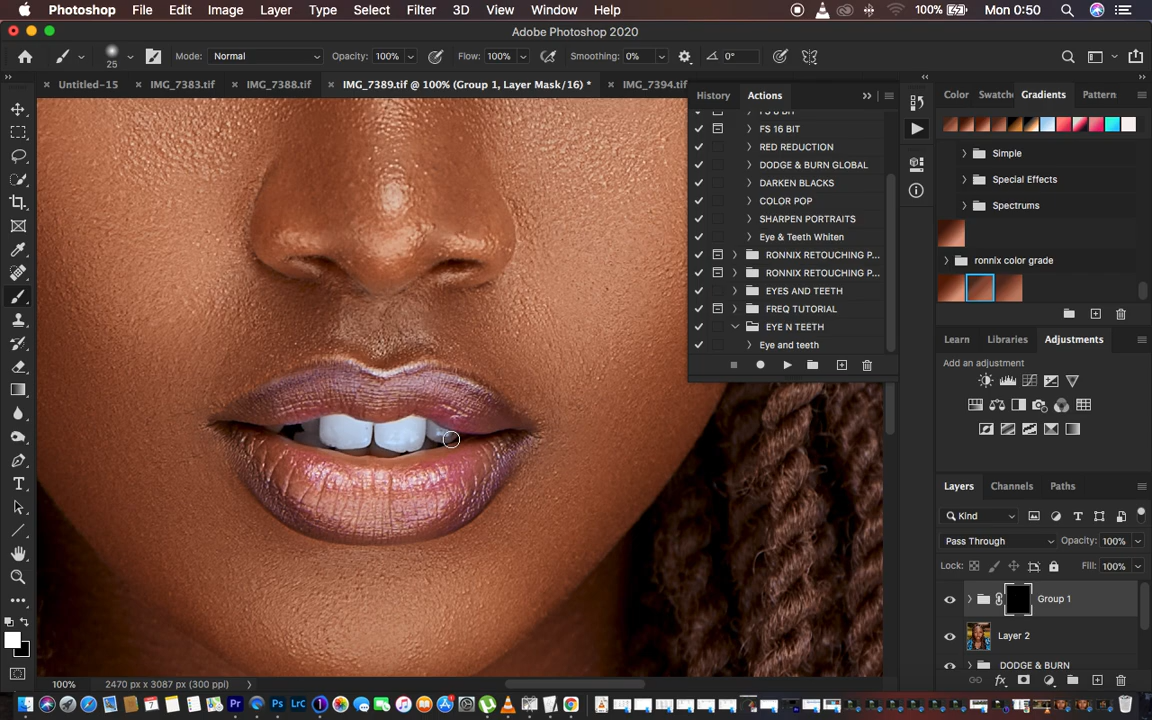 Photoshop File Edit Image Layer Type Select Filter 3D View Window Help 100% Mon 0:50
Adobe Photoshop 2020
25 Mode: Normal Opacity: 100% Flow: 100% Smoothing: 0% 0°
Untitled-15 IMG_7383.tif IMG_7388.tif IMG_7389.tif @ 100% (Group 1, Layer Mask/16) * IMG_7394.tif
History Actions
FS 8 BIT
FS 16 BIT
RED REDUCTION
DODGE & BURN GLOBAL
DARKEN BLACKS
COLOR POP
SHARPEN PORTRAITS
Eye & Teeth Whiten
RONNIX RETOUCHING P...
RONNIX RETOUCHING P...
EYES AND TEETH
FREQ TUTORIAL
EYE N TEETH
Eye and teeth
Color Swatche Gradients Pattern
Simple
Special Effects
Spectrums
ronnix color grade
Learn Libraries Adjustments
Add an adjustment
Layers Channels Paths
Kind
Pass Through Opacity: 100%
Lock: Fill: 100%
Group 1
Layer 2
DODGE & BURN
100% 2470 px x 3087 px (300 ppi)